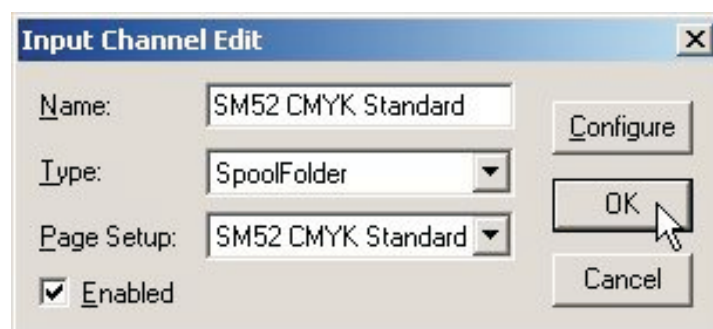 Input Channel Edit
Name: SM52 CMYK Standard
Configure
Type: SpoolFolder
OK
Page Setup: SM52 CMYK Standard
Enabled
Cancel